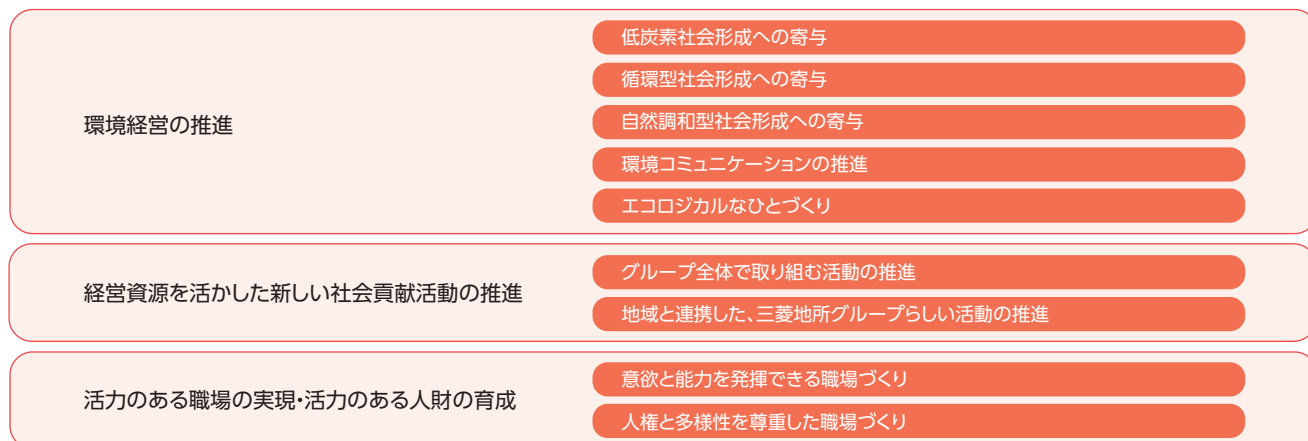 環境経営の推進
低炭素社会形成への寄与
循環型社会形成への寄与
自然調和型社会形成への寄与
環境コミュニケーションの推進
エコロジカルなひとづくり
経営資源を活かした新しい社会貢献活動の推進
グループ全体で取り組む活動の推進
地域と連携した、三菱地所グループらしい活動の推進
活力のある職場の実現・活力のある人財の育成
意欲と能力を発揮できる職場づくり
人権と多様性を尊重した職場づくり